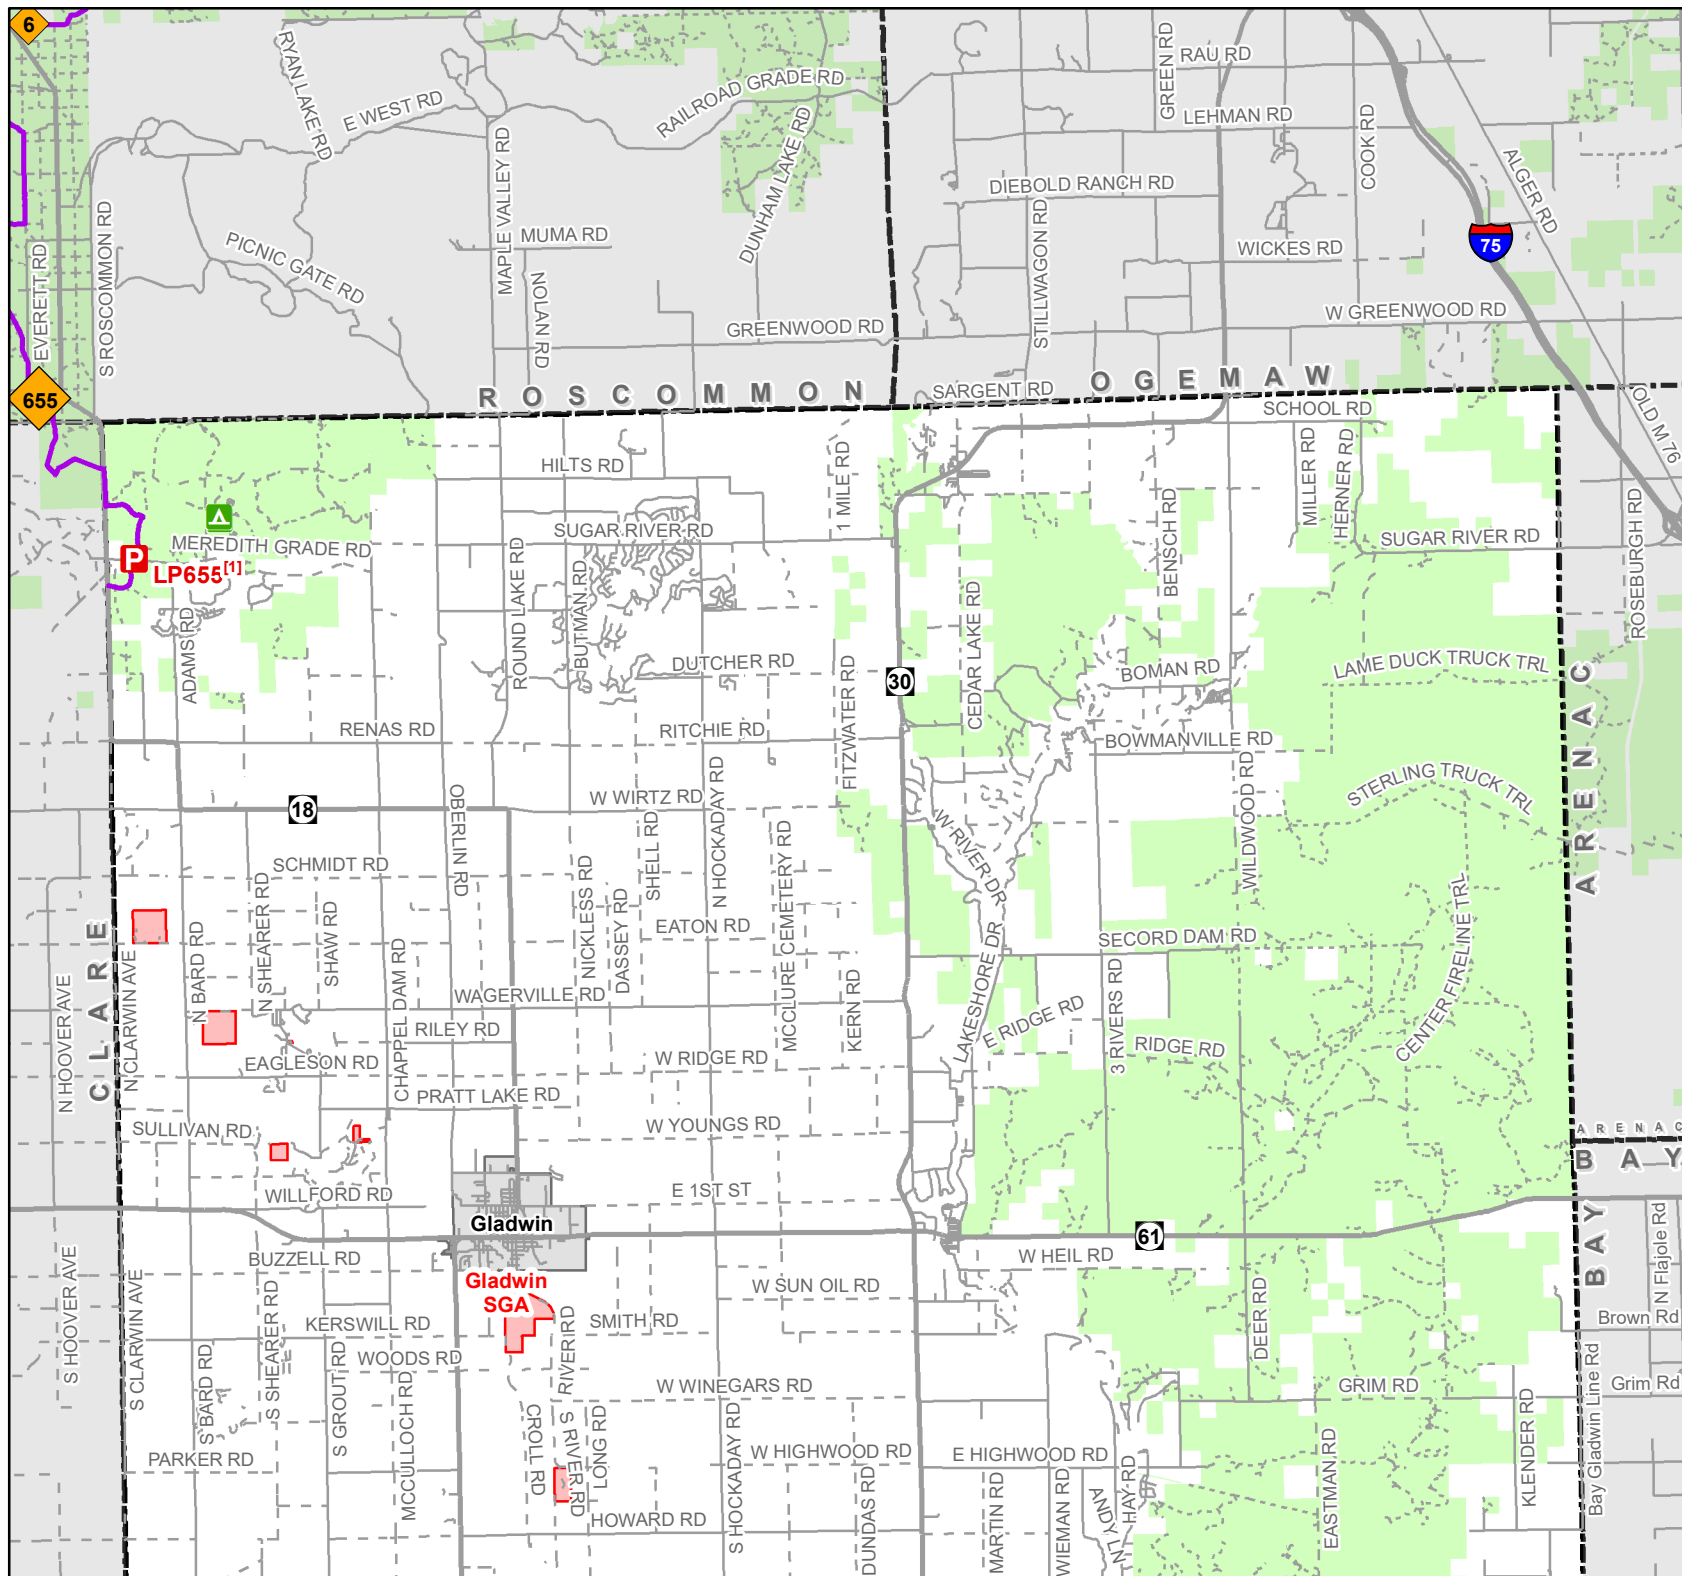 6
RYAN LAKE RD
E WEST RD
MAPLE VALLEY RD
RAILROAD GRADE RD
DUNHAM LAKE RD
GREEN RD
RAU RD
LEHMAN RD
COOK RD
ALGER RD
DIEBOLD RANCH RD
STILLWAGON RD
WICKES RD
75
W GREENWOOD RD
S ROSCOMMON RD
EVERETT RD
PICNIC GATE RD
MUMA RD
NOLAN RD
GREENWOOD RD
655
ROSCOMMON
SARGENT RD
OGEMAW
SCHOOL RD
OLD M 76
HILTS RD
1 MILE RD
MILLER RD
HERNER RD
BENSCH RD
SUGAR RIVER RD
SUGAR RIVER RD
ROSEBURGH RD
MEREDITH GRADE RD
P
LP655[1]
ADAMS RD
ROUND LAKE RD
BUTMAN RD
CEDAR LAKE RD
DUTCHER RD
FITZWATER RD
30
BOMAN RD
LAME DUCK TRUCK TRL
ARENAC
RENAS RD
RITCHIE RD
BOWMANVILLE RD
WILDWOOD RD
STERLING TRUCK TRL
18
OBERLIN RD
W WIRTZ RD
N HOCKADAY RD
W RIVER DR
SCHMIDT RD
NICKLESS RD
SHELL RD
DASSEY RD
MCCLURE CEMETERY RD
CENTER FIRELINE TRL
CLARE
N HOOVER AVE
N CLARWIN AVE
N BARD RD
N SHEARER RD
SHAW RD
CHAPPEL DAM RD
EATON RD
SECORD DAM RD
LAKESHORE DR
WAGERVILLE RD
KERN RD
E RIDGE RD
3 RIVERS RD
RILEY RD
EAGLESON RD
W RIDGE RD
RIDGE RD
PRATT LAKE RD
SULLIVAN RD
W YOUNGS RD
ARENAC
BAY
WILLFORD RD
E 1ST ST
Gladwin
61
BUZZELL RD
W HEIL RD
BAY
N Flajole Rd
S HOOVER AVE
S CLARWIN AVE
Gladwin
SGA
W SUN OIL RD
DEER RD
Brown Rd
S SHEARER RD
KERSWILL RD
RIVER RD
SMITH RD
S BARD RD
S GROUT RD
WOODS RD
W WINEGARS RD
GRIM RD
Grim Rd
Bay Gladwin Line Rd
MCCULLOCH RD
CROLL RD
S RIVER RD
LONG RD
S HOCKADAY RD
W HIGHWOOD RD
E HIGHWOOD RD
PARKER RD
KLENDER RD
EASTMAN RD
HOWARD RD
DUNDAS RD
MARTIN RD
WIEMAN RD
ANDY LN
HAY RD